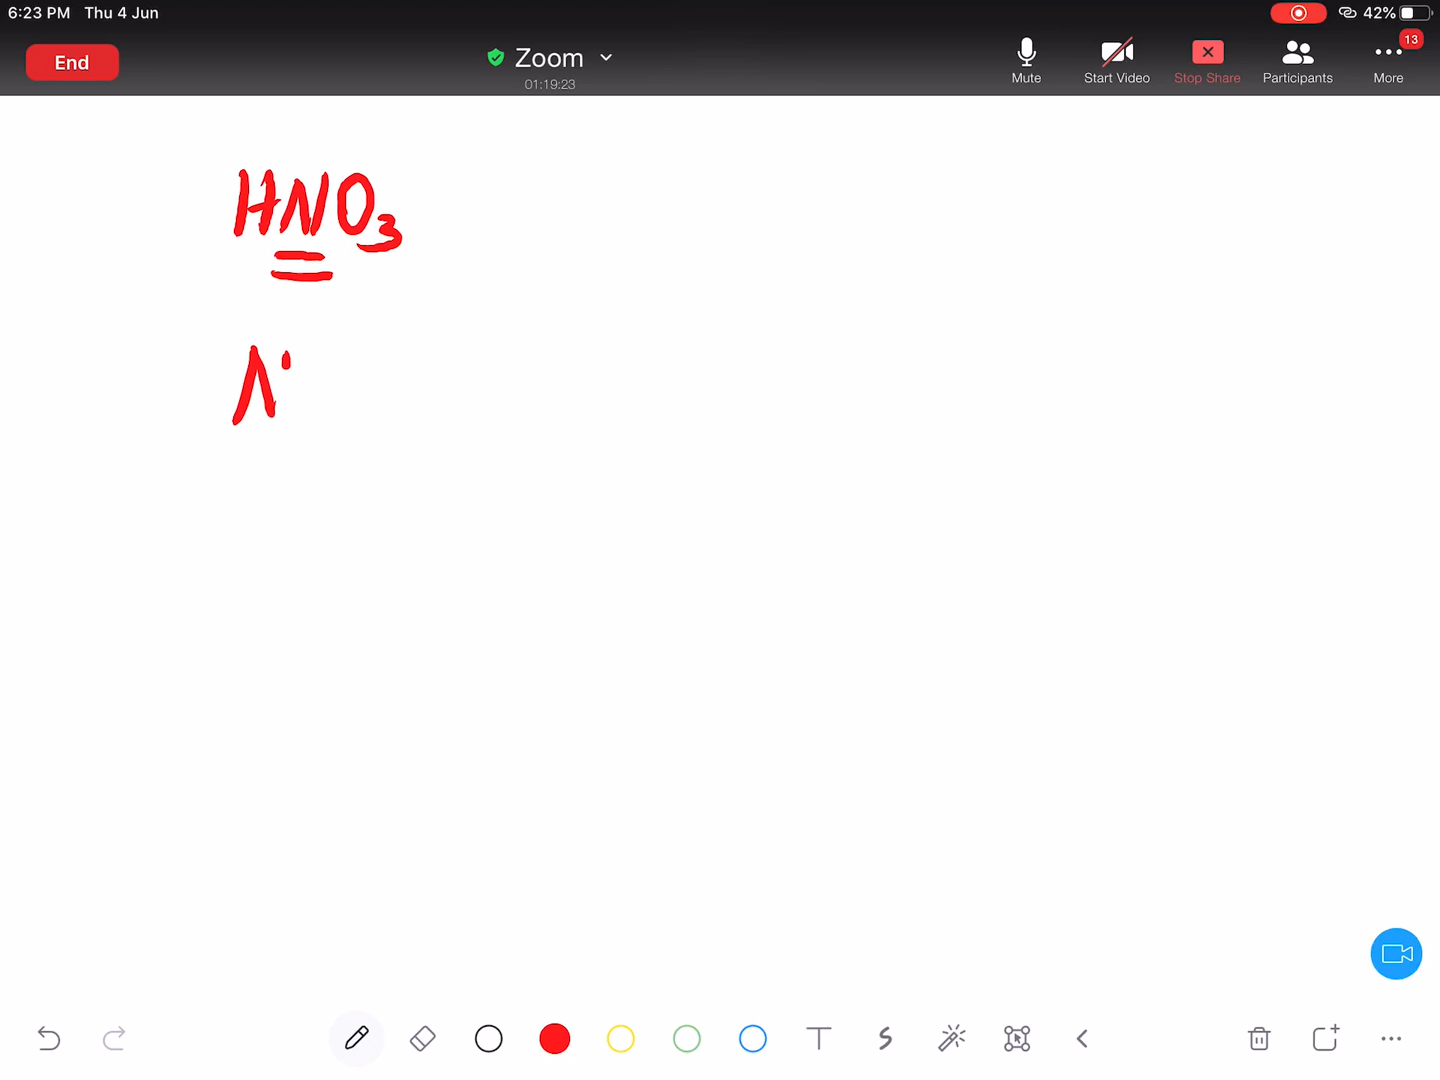 6:23 PM Thu 4 Jun
42%
End
Zoom
01:19:23
Mute
Start Video
Stop Share
Participants
13
More
HNO₃
T